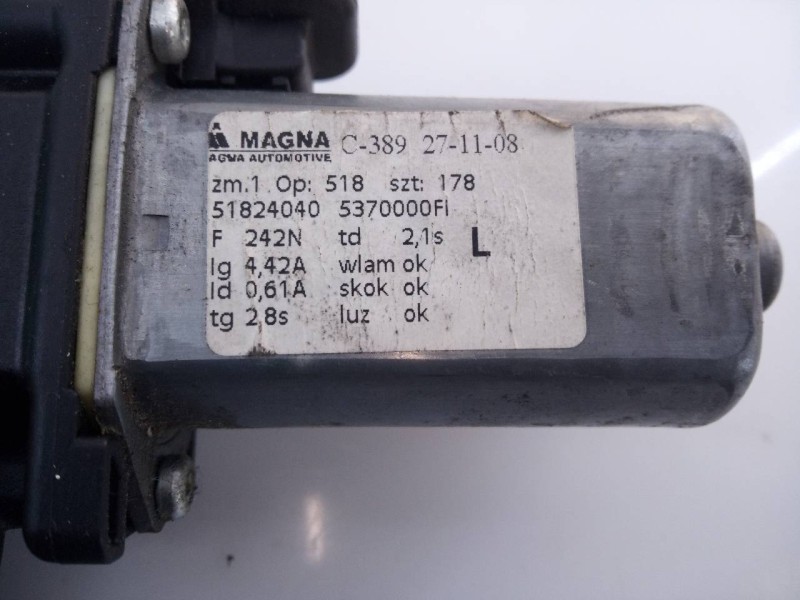 MAGNA C-389 27-11-08
AGWA AUTOMOTIVE
zm.1 Op: 518 szt: 178
51824040 5370000FI
F 242N td 2,1s L
Ig 4,42A wlam ok
Id 0,61A skok ok
tg 2,8s luz ok